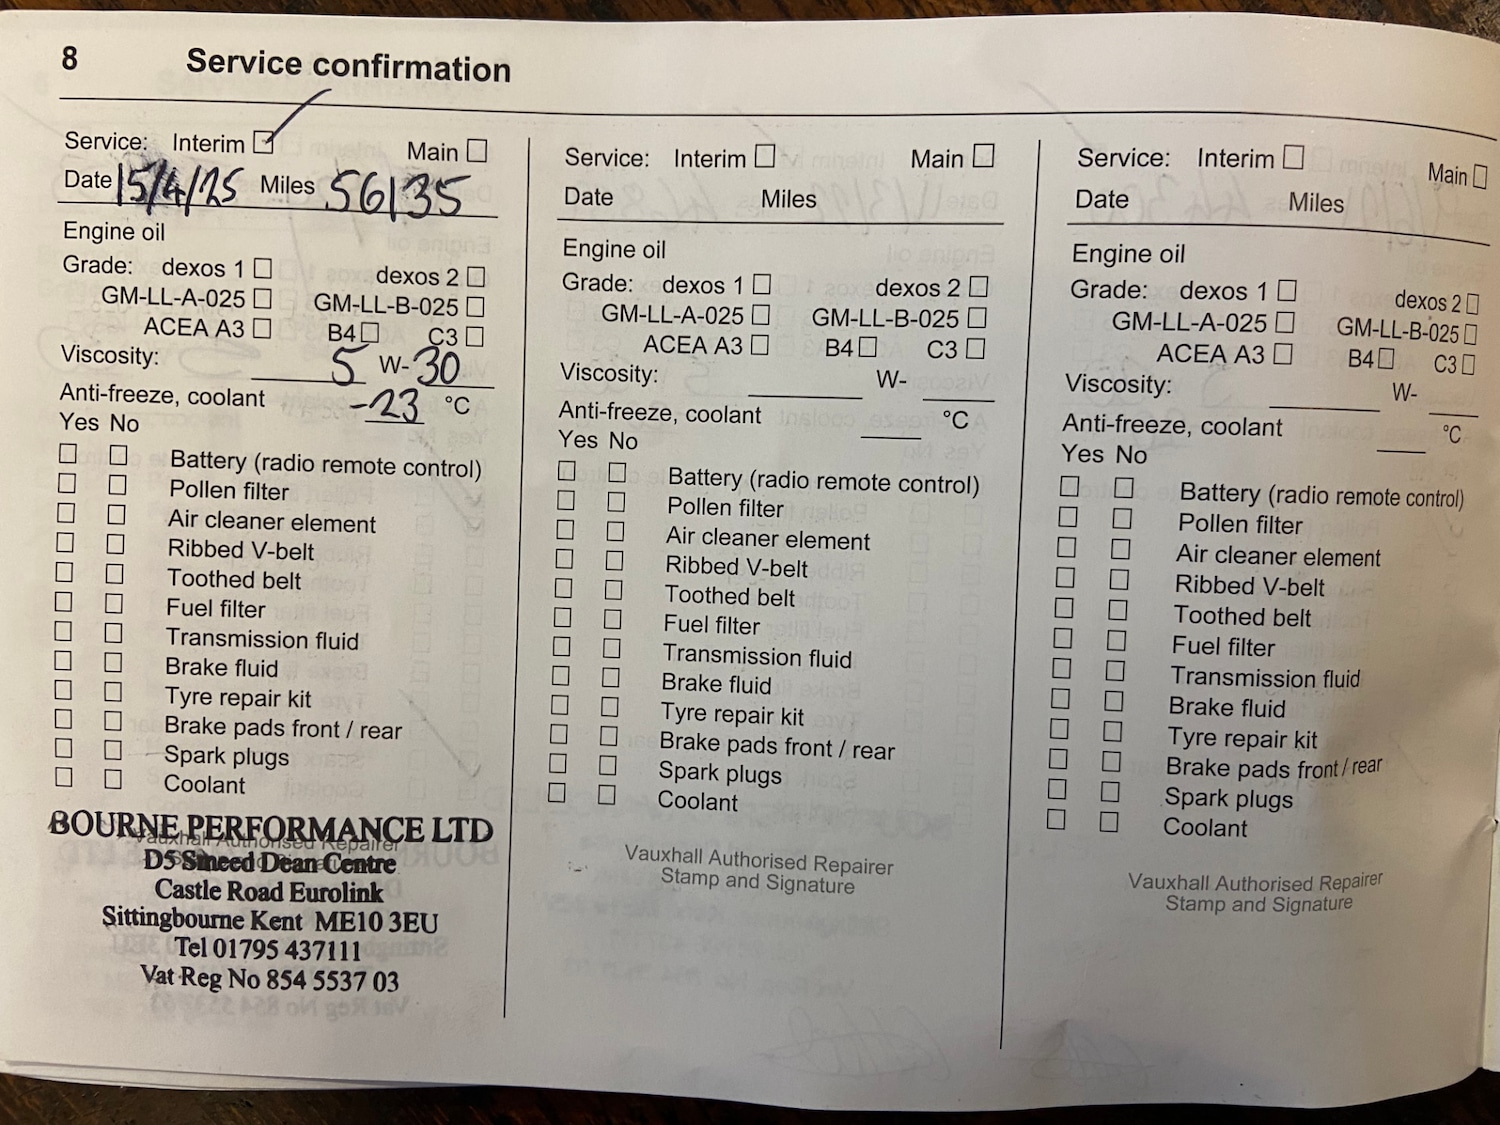 8 Service confirmation
Service: Interim Main
Date 15/4/25 Miles 56135
Engine oil
Grade: dexos 1 dexos 2
GM-LL-A-025 GM-LL-B-025
ACEA A3 B4 C3
Viscosity: 5 W-30
Anti-freeze, coolant -23 °C
Yes No
Battery (radio remote control)
Pollen filter
Air cleaner element
Ribbed V-belt
Toothed belt
Fuel filter
Transmission fluid
Brake fluid
Tyre repair kit
Brake pads front / rear
Spark plugs
Coolant
Vauxhall Authorised Repairer
BOURNE PERFORMANCE LTD
D5 Smeed Dean Centre
Castle Road Eurolink
Sittingbourne Kent ME10 3EU
Tel 01795 437111
Vat Reg No 854 5537 03
Service: Interim Main
Date Miles
Engine oil
Grade: dexos 1 dexos 2
GM-LL-A-025 GM-LL-B-025
ACEA A3 B4 C3
Viscosity: W-
Anti-freeze, coolant °C
Yes No
Battery (radio remote control)
Pollen filter
Air cleaner element
Ribbed V-belt
Toothed belt
Fuel filter
Transmission fluid
Brake fluid
Tyre repair kit
Brake pads front / rear
Spark plugs
Coolant
Vauxhall Authorised Repairer
Stamp and Signature
Service: Interim Main
Date Miles
Engine oil
Grade: dexos 1 dexos 2
GM-LL-A-025 GM-LL-B-025
ACEA A3 B4 C3
Viscosity: W-
Anti-freeze, coolant °C
Yes No
Battery (radio remote control)
Pollen filter
Air cleaner element
Ribbed V-belt
Toothed belt
Fuel filter
Transmission fluid
Brake fluid
Tyre repair kit
Brake pads front / rear
Spark plugs
Coolant
Vauxhall Authorised Repairer
Stamp and Signature